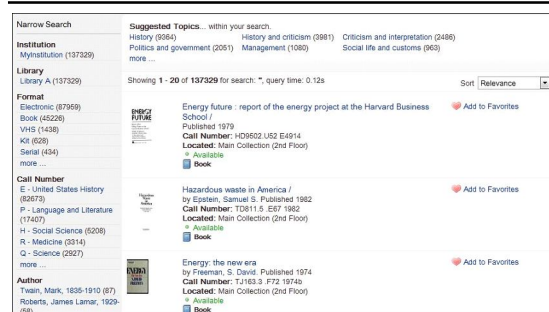 Narrow Search
Institution
MyInstitution (137329)
Library
Library A (137329)
Format
Electronic (87959)
Book (45226)
VHS (1438)
Kit (628)
Serial (434)
more ...
Call Number
E - United States History
(82673)
P - Language and Literature
(17407)
H - Social Science (5208)
R - Medicine (3314)
Q - Science (2927)
more ...
Author
Twain, Mark, 1835-1910 (87)
Roberts, James Lamar, 1929-
(58)
Suggested Topics... within your search.
History (9364) History and criticism (3981) Criticism and interpretation (2486)
Politics and government (2051) Management (1080) Social life and customs (963)
more ...
Showing 1 - 20 of 137329 for search: '', query time: 0.12s
Sort Relevance
ENERGY
FUTURE
Energy future : report of the energy project at the Harvard Business
School /
Published 1979
Call Number: HD9502.U52 E4914
Located: Main Collection (2nd Floor)
Available
Book
Add to Favorites
Hazardous waste in America /
by Epstein, Samuel S. Published 1982
Call Number: TD811.5 .E67 1982
Located: Main Collection (2nd Floor)
Available
Book
Add to Favorites
ENERGY
Energy: the new era
by Freeman, S. David. Published 1974
Call Number: TJ163.3 .F72 1974b
Located: Main Collection (2nd Floor)
Available
Book
Add to Favorites